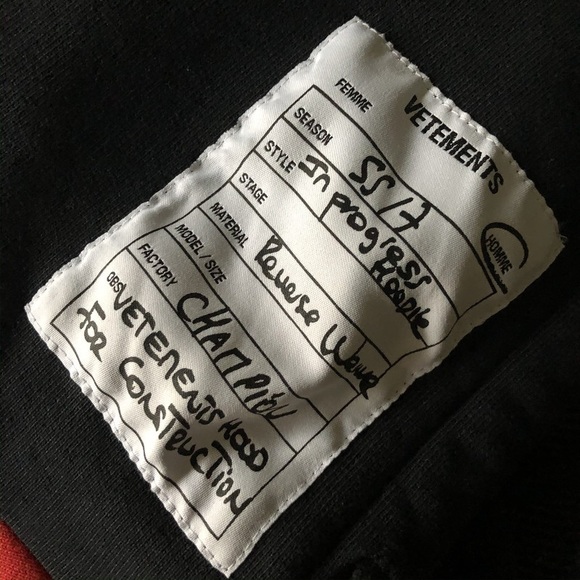 VETEMENTS
FEMME HOMME
SEASON SS17
STYLE In progress
Hoodie
STAGE
MATERIAL Reverse Weave
MODEL / SIZE
FACTORY CHAMPION
OBS VETEMENTS HOOD
For CONSTRUCTION